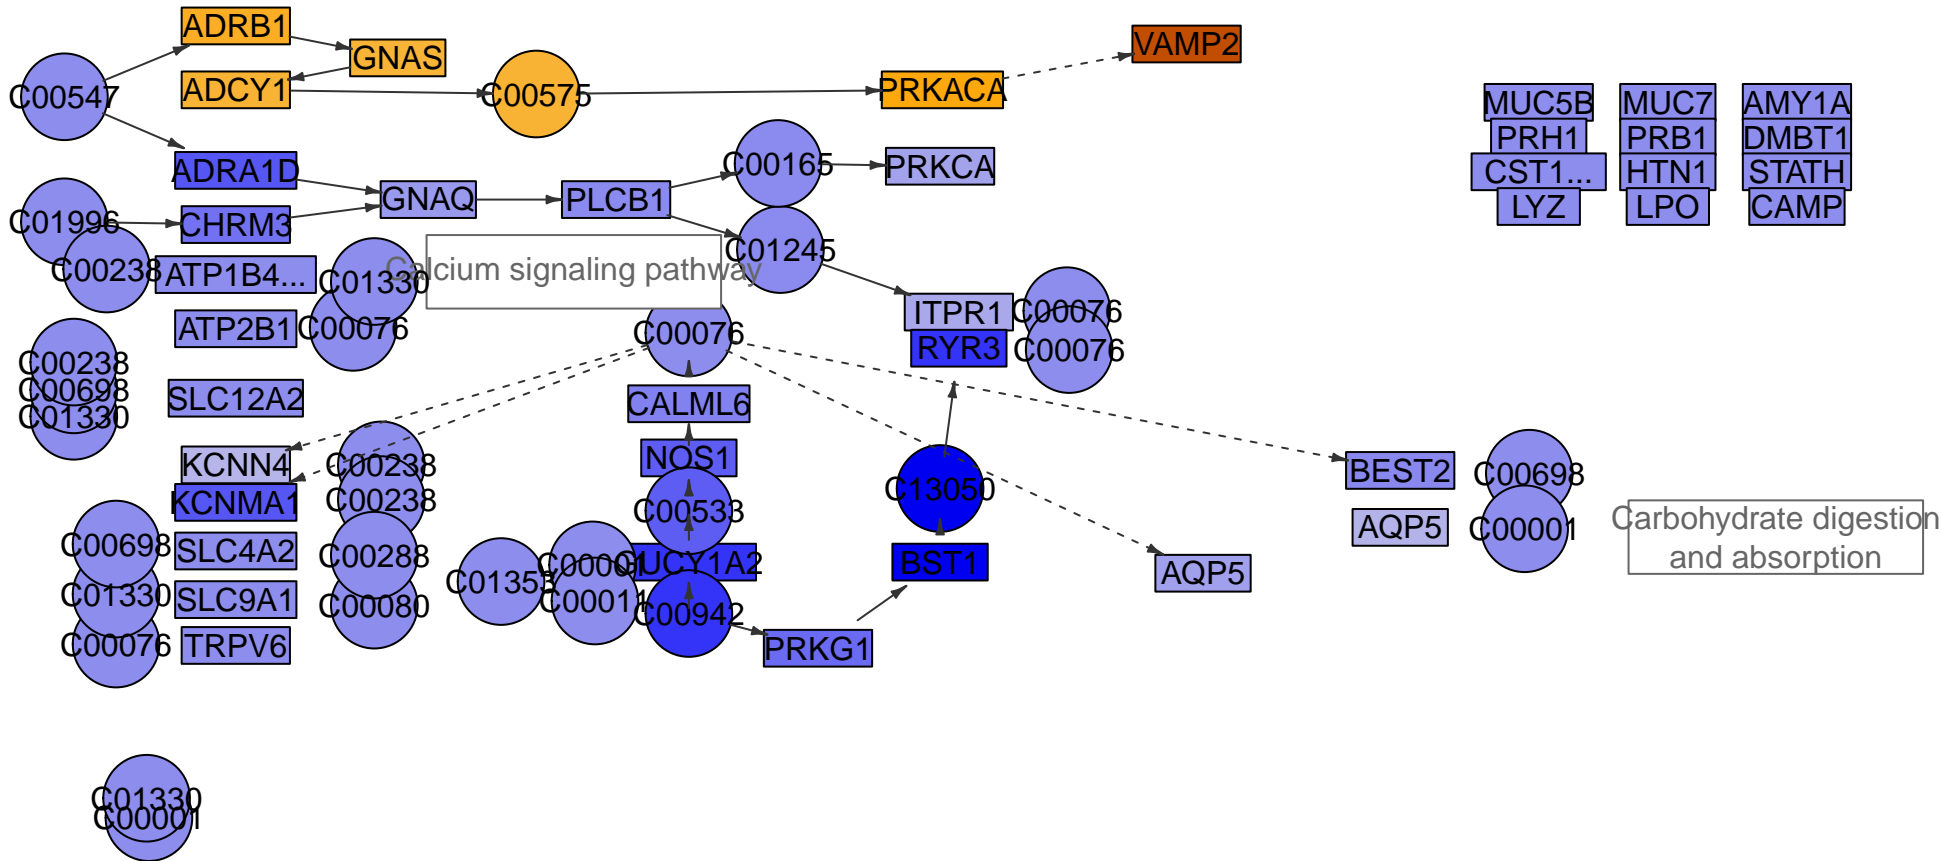 ADRB1
GNAS
VAMP2
C00547
ADCY1
C00575
PRKACA
MUC5B
MUC7
AMY1A
PRH1
PRB1
DMBT1
ADRA1D
C00165
PRKCA
CST1...
HTN1
STATH
GNAQ
PLCB1
LYZ
LPO
CAMP
C01996
CHRM3
C01245
C00238
ATP1B4...
C01330
Calcium signaling pathway
ATP2B1
C00076
C00076
ITPR1
C00076
RYR3
C00076
C00238
C00698
C01330
SLC12A2
CALML6
KCNN4
C00238
NOS1
BEST2
C00698
KCNMA1
C00238
C00533
C13050
AQP5
C00001
Carbohydrate digestion
and absorption
C00698
SLC4A2
C00288
C00001
GUCY1A2
BST1
AQP5
C01353
C01330
SLC9A1
C00080
C00011
C00942
C00076
TRPV6
PRKG1
C01330
C00001